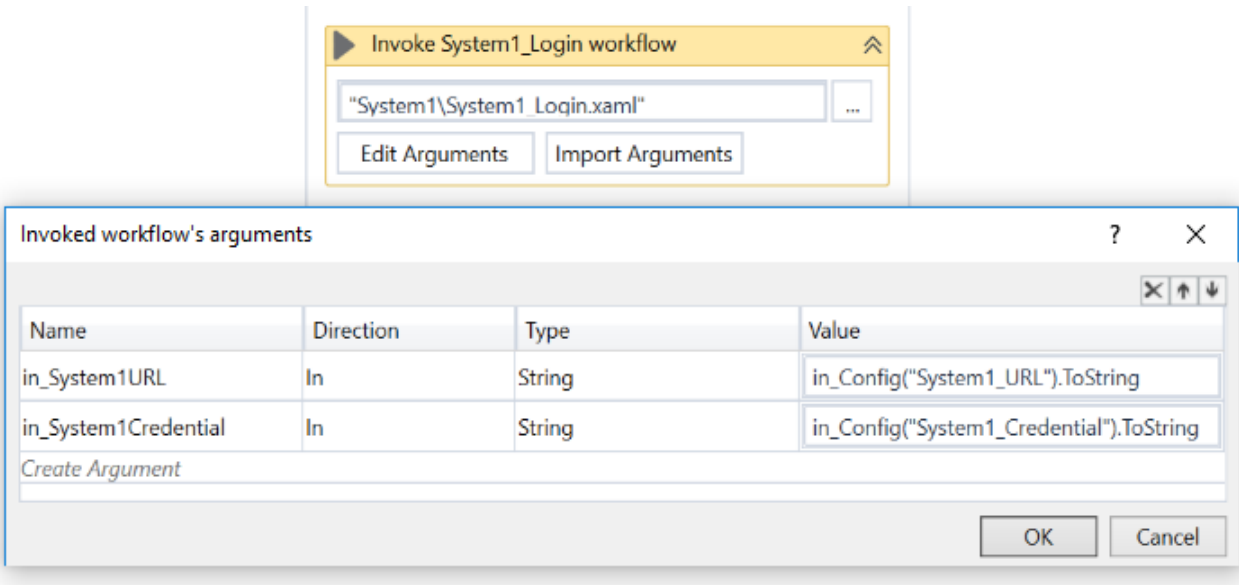 Invoke System1_Login workflow
"System1\System1_Login.xaml"
...
Edit Arguments Import Arguments
Invoked workflow's arguments ?
Name Direction Type Value
in_System1URL In String in_Config("System1_URL").ToString
in_System1Credential In String in_Config("System1_Credential").ToString
Create Argument
OK Cancel